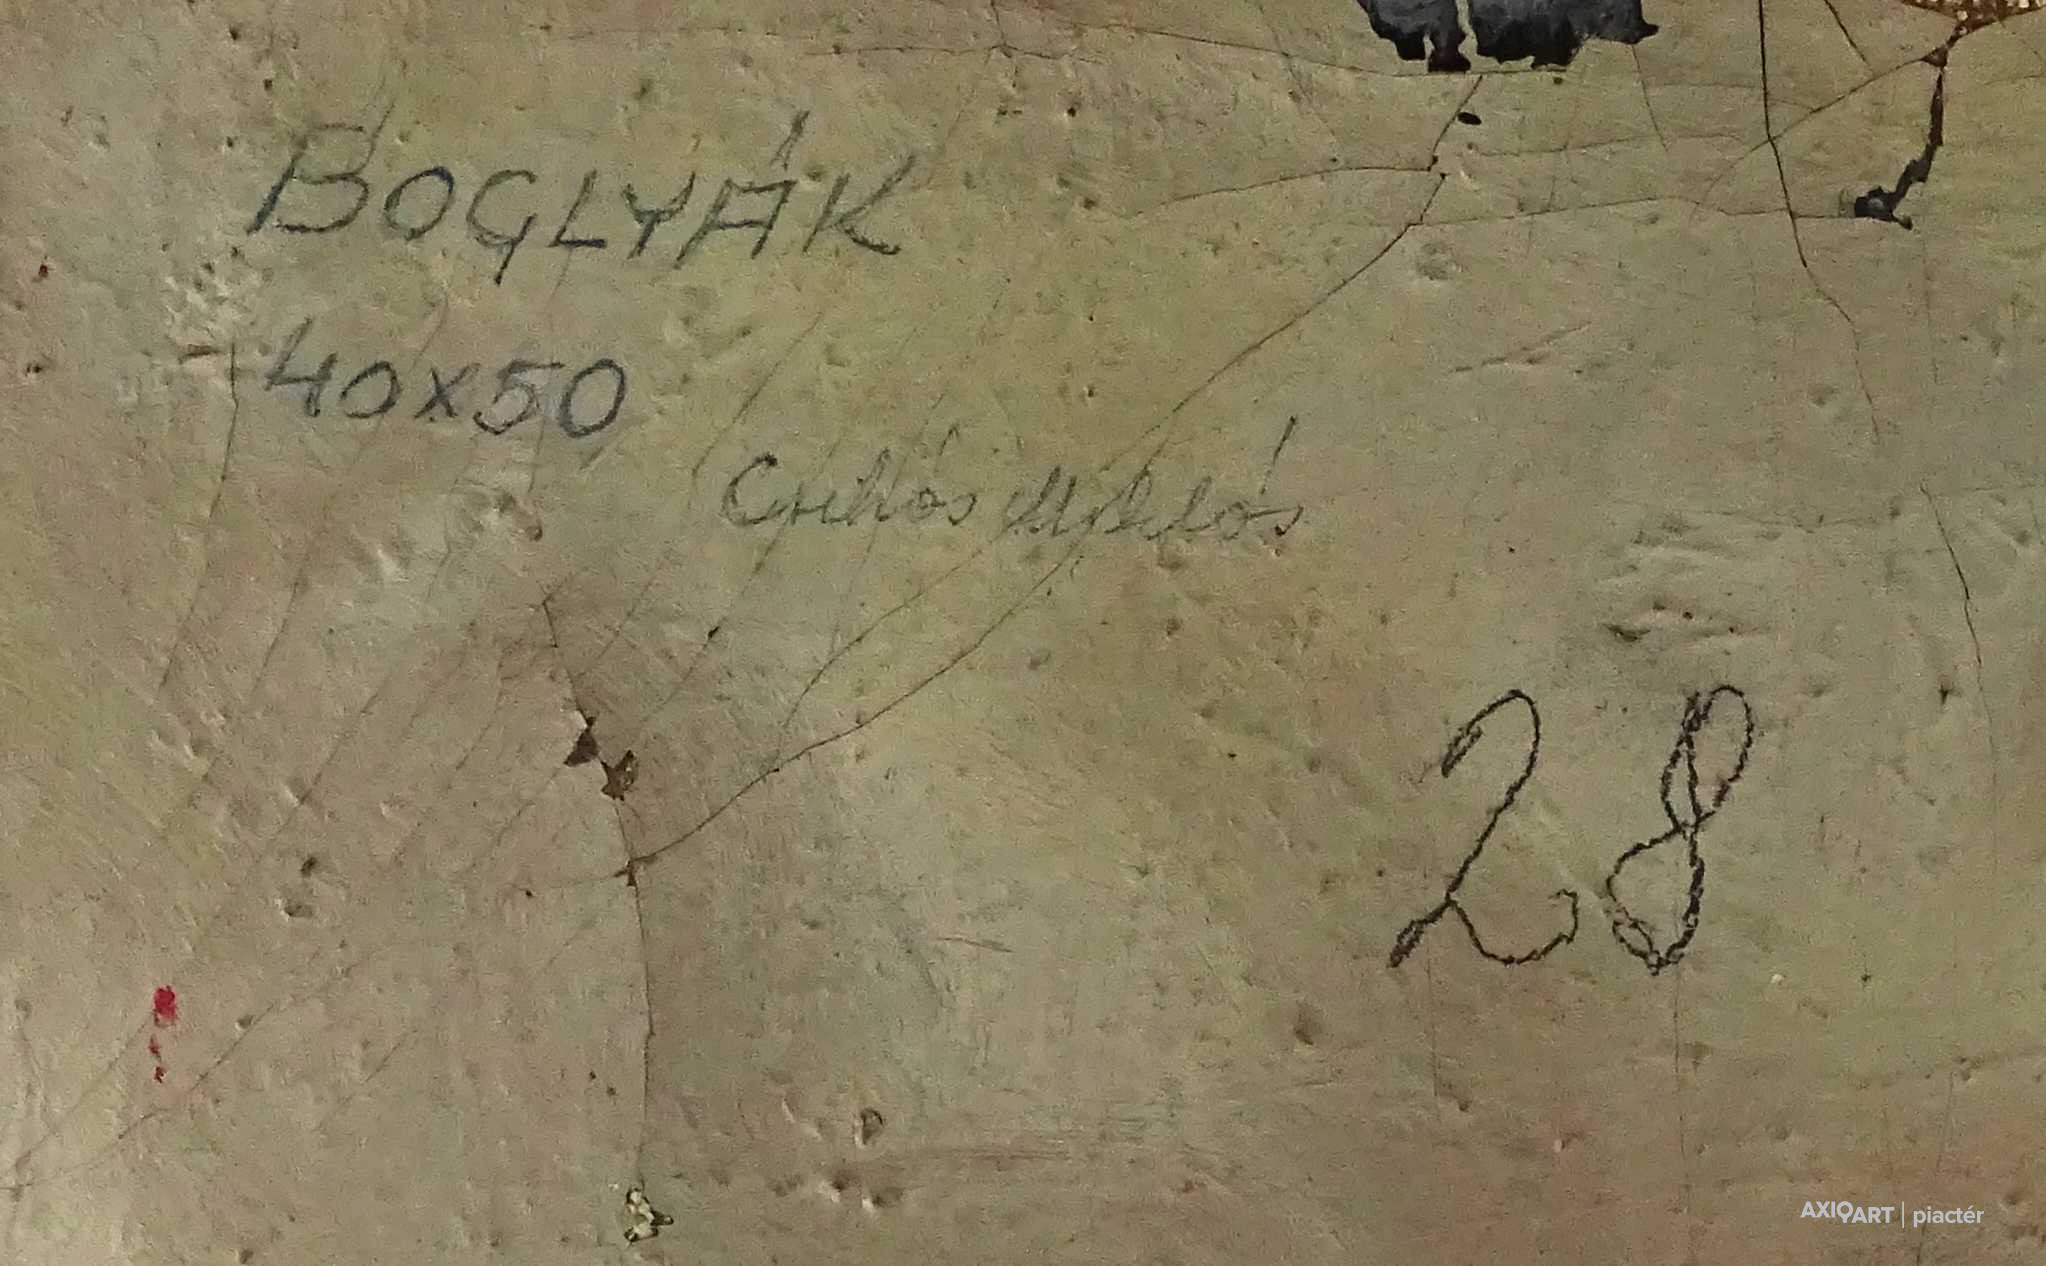 BOGLYÁK
40x50
Csikós Miklós
28
AXIOART | piactér